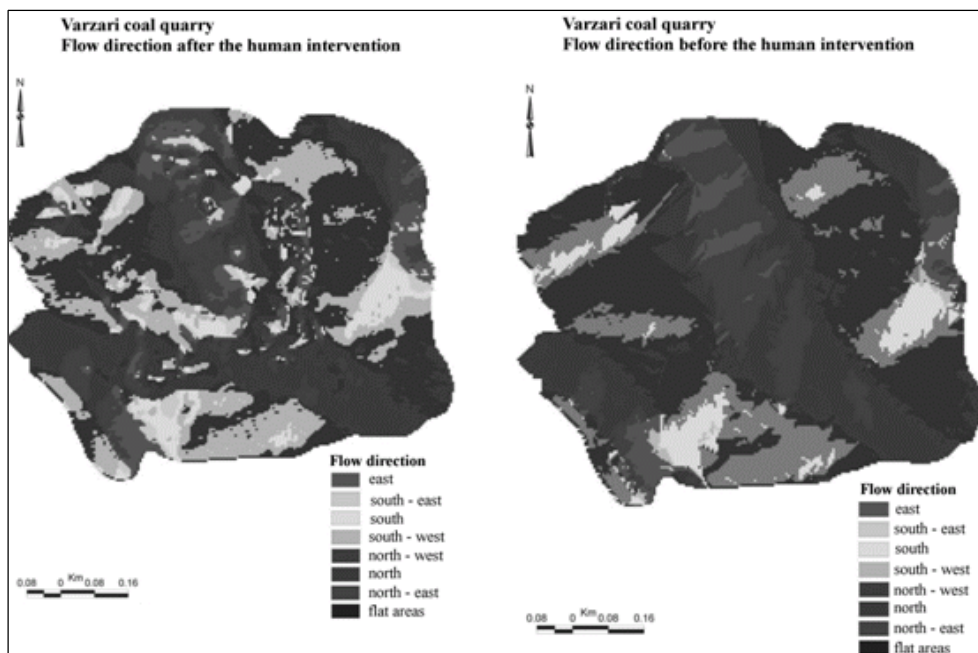 Varzari coal quarry
Flow direction after the human intervention
N
Flow direction
east
south - east
south
south - west
north - west
north
north - east
flat areas
Km
0.08 0 0.08 0.16
Varzari coal quarry
Flow direction before the human intervention
N
Flow direction
east
south - east
south
south - west
north - west
north
north - east
flat areas
Km
0.08 0 0.08 0.16